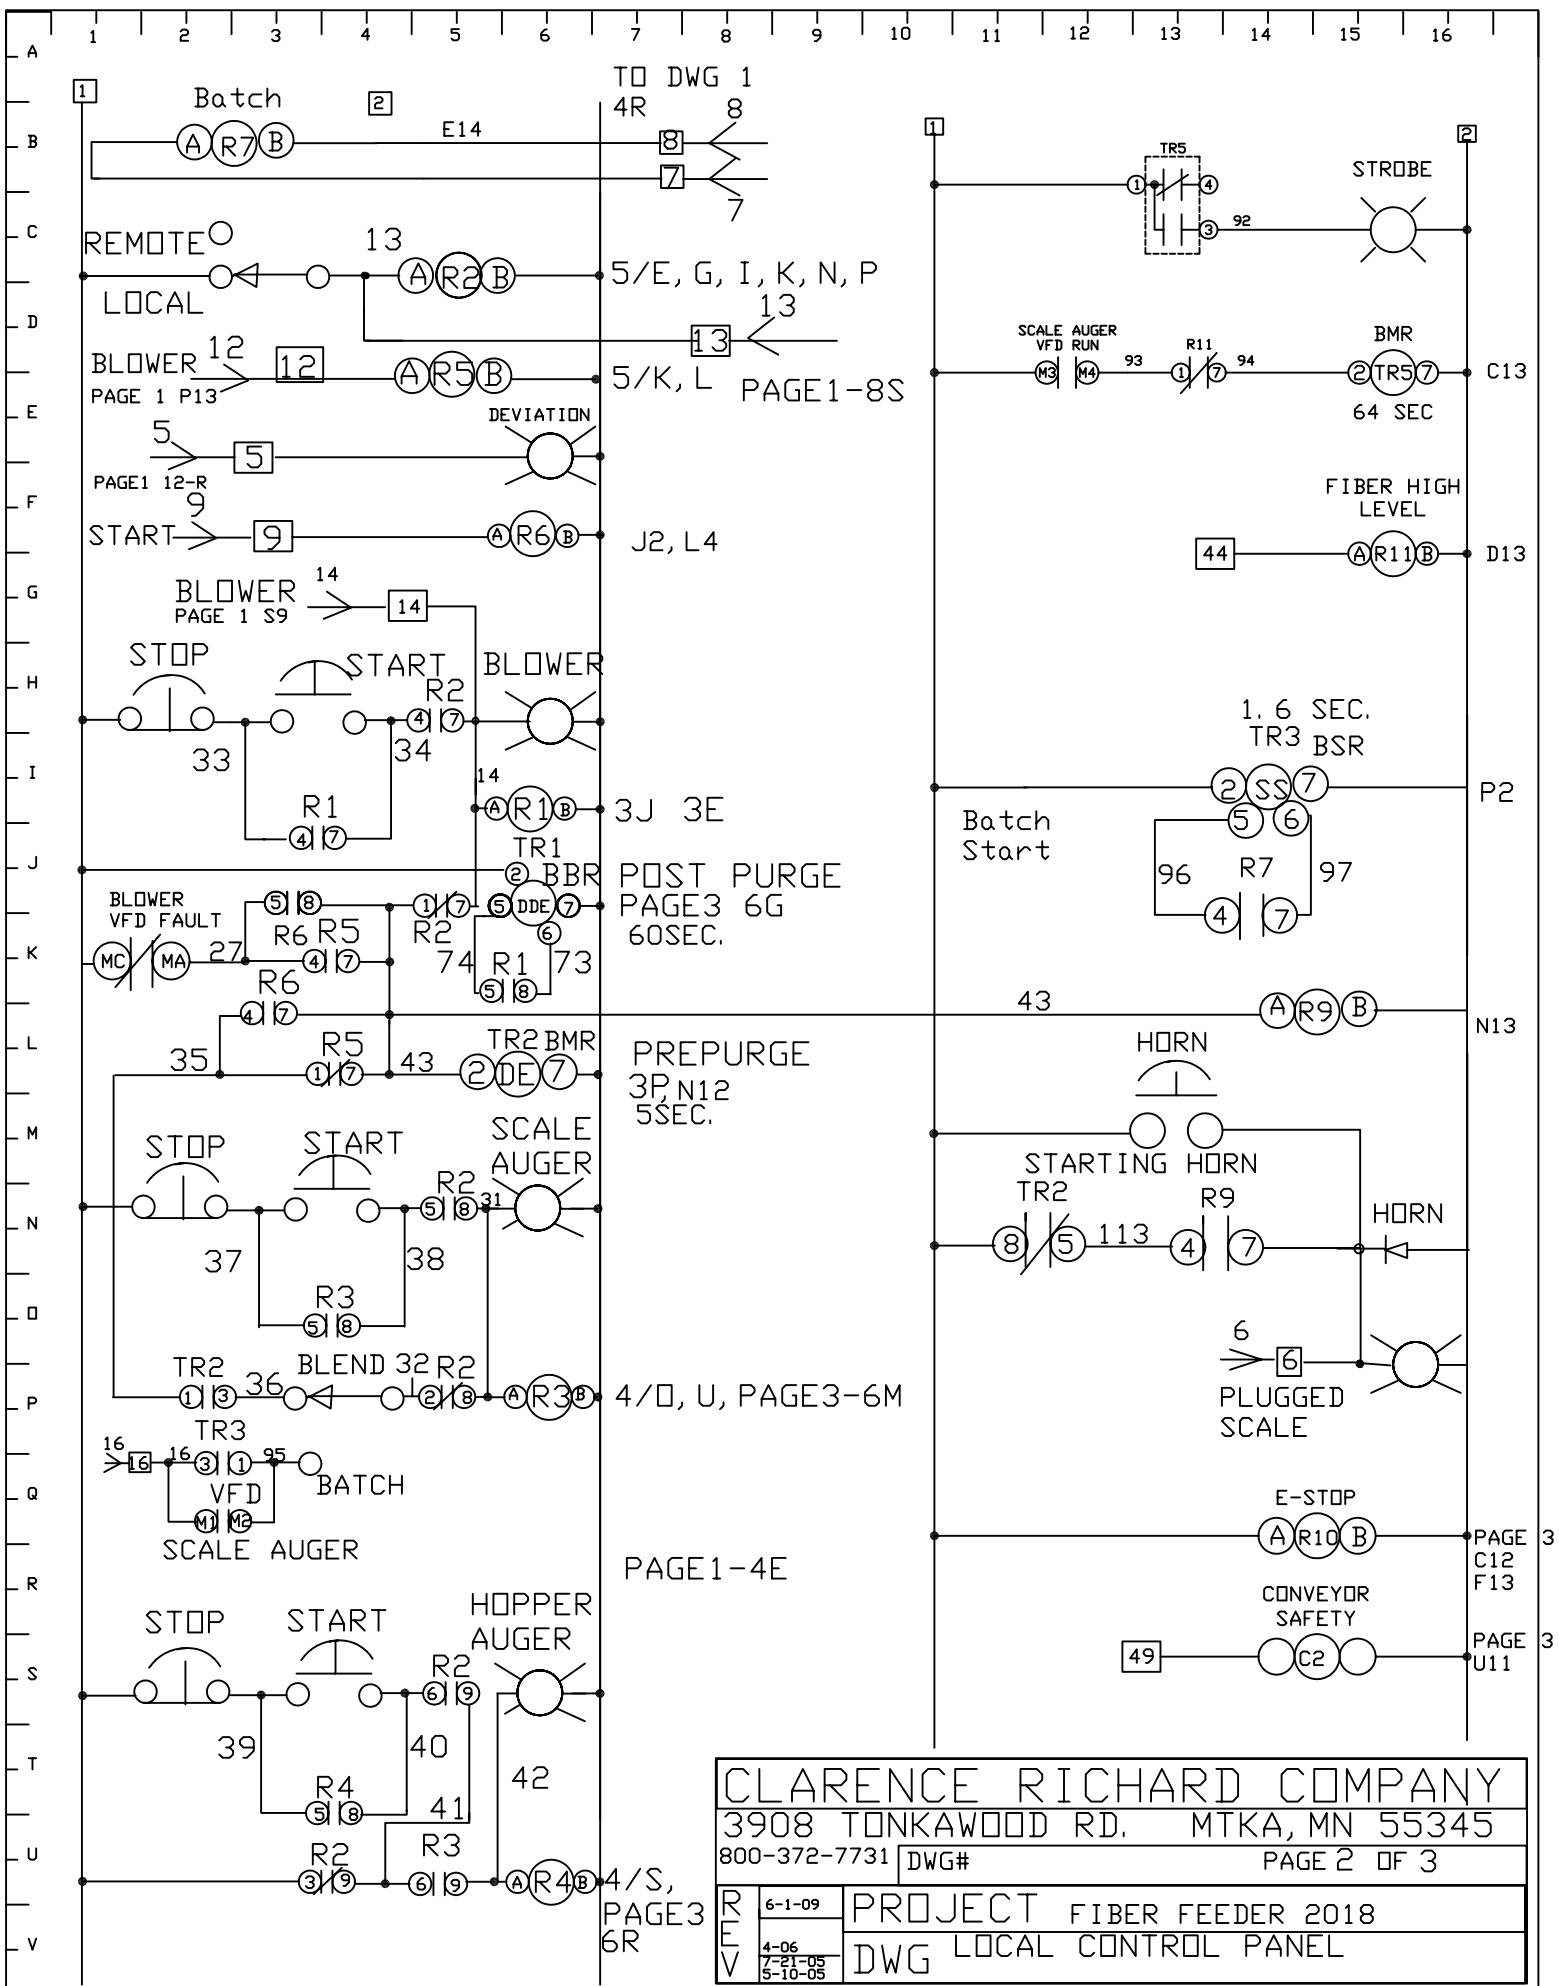 1 2 3 4 5 6 7 8 9 10 11 12 13 14 15 16
A
B
C
D
E
F
G
H
I
J
K
L
M
N
O
P
Q
R
S
T
U
V
1
Batch
2
TO DWG 1
4R
8
A R7 B
E14
8
7
7
REMOTE
13
LOCAL
A R2 B
5/E, G, I, K, N, P
13
13
BLOWER 12
PAGE 1 P13
12
A R5 B
5/K, L
PAGE1-8S
DEVIATION
5
5
PAGE1 12-R
9
START
9
A R6 B
J2, L4
14
BLOWER
PAGE 1 S9
14
STOP
START
BLOWER
R2
4 7
33
34
14
R1
4 7
A R1 B
3J 3E
TR1
2
BBR POST PURGE
PAGE3 6G
60SEC.
5 DDE 7
6
BLOWER
VFD FAULT
5 8
1 7
R6 R5
R2
MC MA
27
4 7
74
73
R1
5 8
R6
4 7
35
R5
1 7
43
TR2 BMR
2 DE 7
PREPURGE
3P, N12
5SEC.
STOP
START
SCALE
AUGER
R2
5 8
31
37
38
R3
5 8
TR2
1 3
36
BLEND
32
R2
2 8
A R3 B
4/O, U, PAGE3-6M
TR3
16
16
16
3 1
95
BATCH
VFD
M1 M2
SCALE AUGER
PAGE1-4E
STOP
START
HOPPER
AUGER
R2
6 9
39
40
42
R4
5 8
41
R2
3 9
R3
6 9
A R4 B
4/S,
PAGE3
6R
1
2
TR5
1 4
3
92
STROBE
SCALE AUGER
VFD RUN
M3 M4
93
R11
1 7
94
BMR
2 TR5 7
C13
64 SEC
FIBER HIGH
LEVEL
44
A R11 B
D13
1. 6 SEC.
TR3 BSR
2 SS 7
P2
Batch
Start
5 6
96
R7
97
4 7
43
A R9 B
N13
HORN
STARTING HORN
TR2
8 5
113
R9
4 7
HORN
6
6
PLUGGED
SCALE
E-STOP
A R10 B
PAGE 3
C12
F13
CONVEYOR
SAFETY
49
C2
PAGE 3
U11
CLARENCE RICHARD COMPANY
3908 TONKAWOOD RD. MTKA, MN 55345
800-372-7731
DWG#
PAGE 2 OF 3
REV
6-1-09
4-06
7-21-05
5-10-05
PROJECT FIBER FEEDER 2018
DWG LOCAL CONTROL PANEL